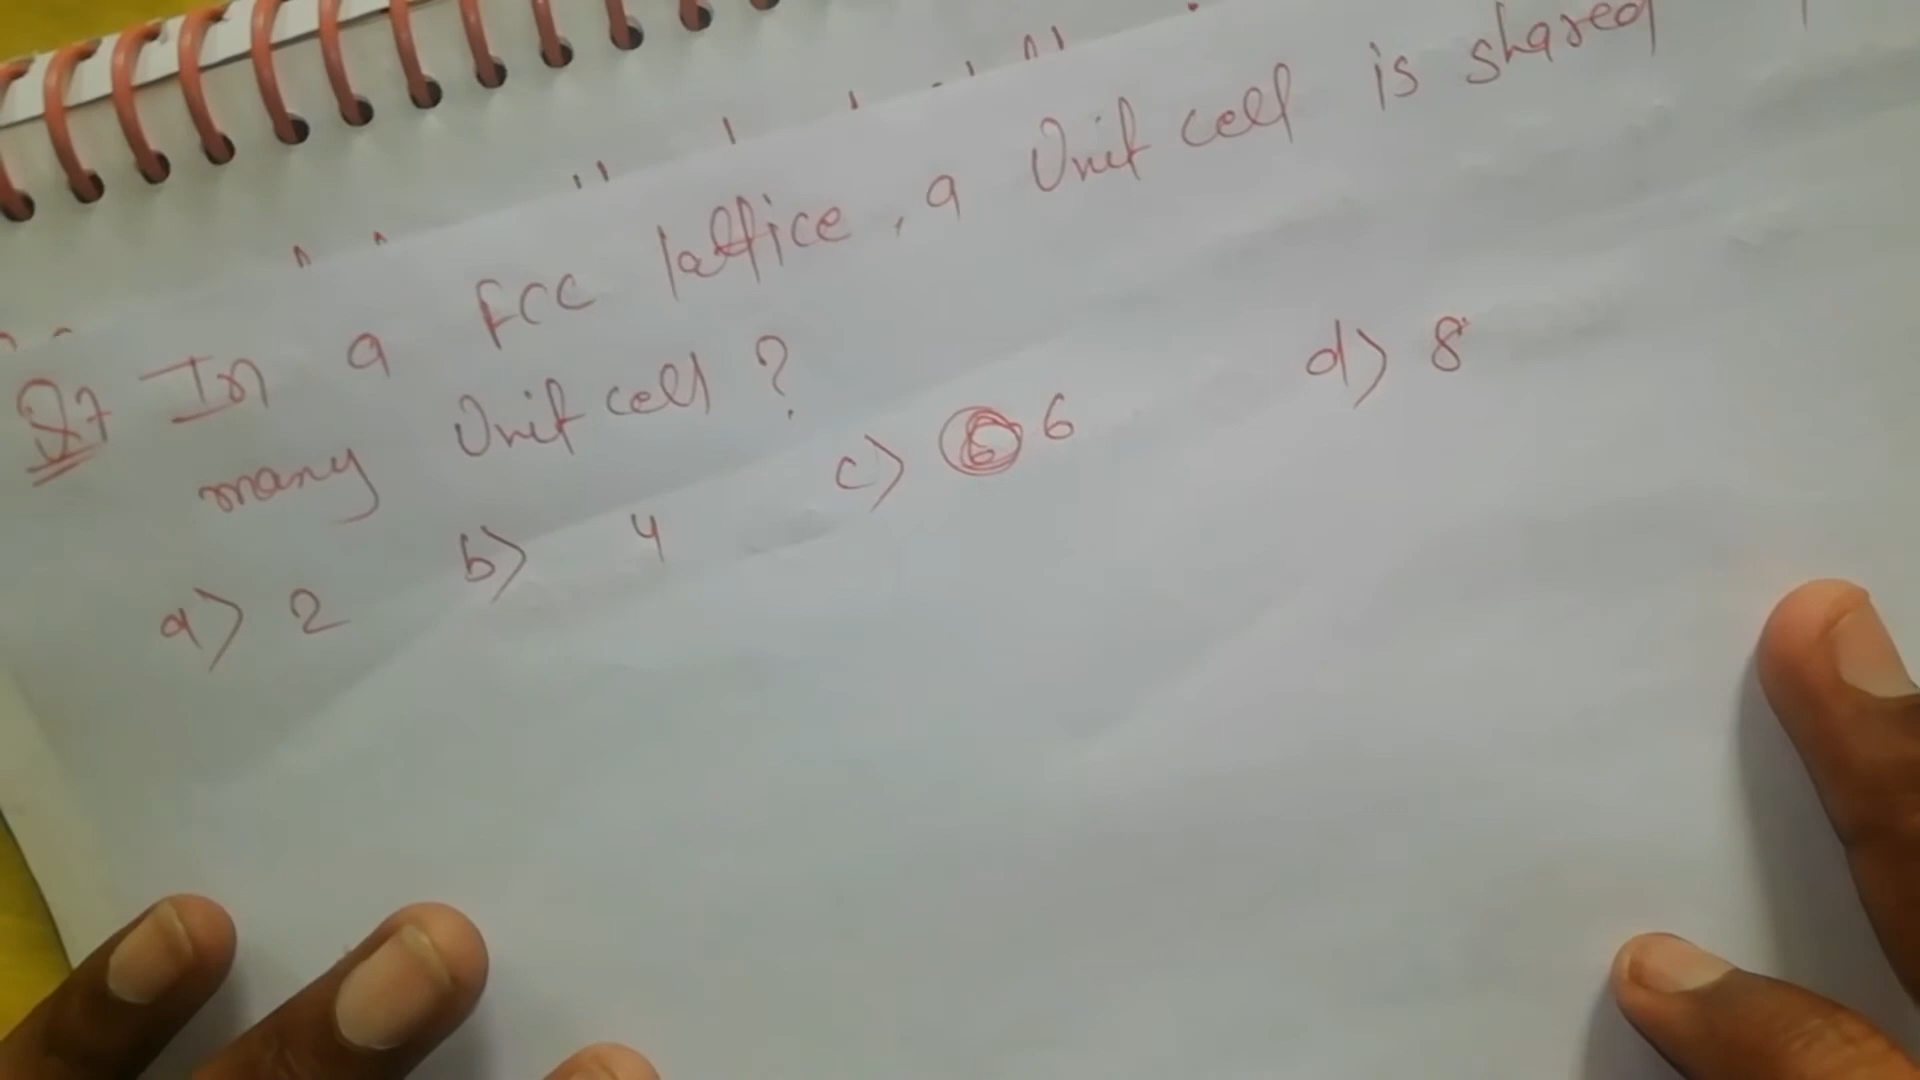 Q7 In a FCC lattice, a Unit cell is shared
many Unit cell ?
a) 2 b) 4 c) 6 d) 8